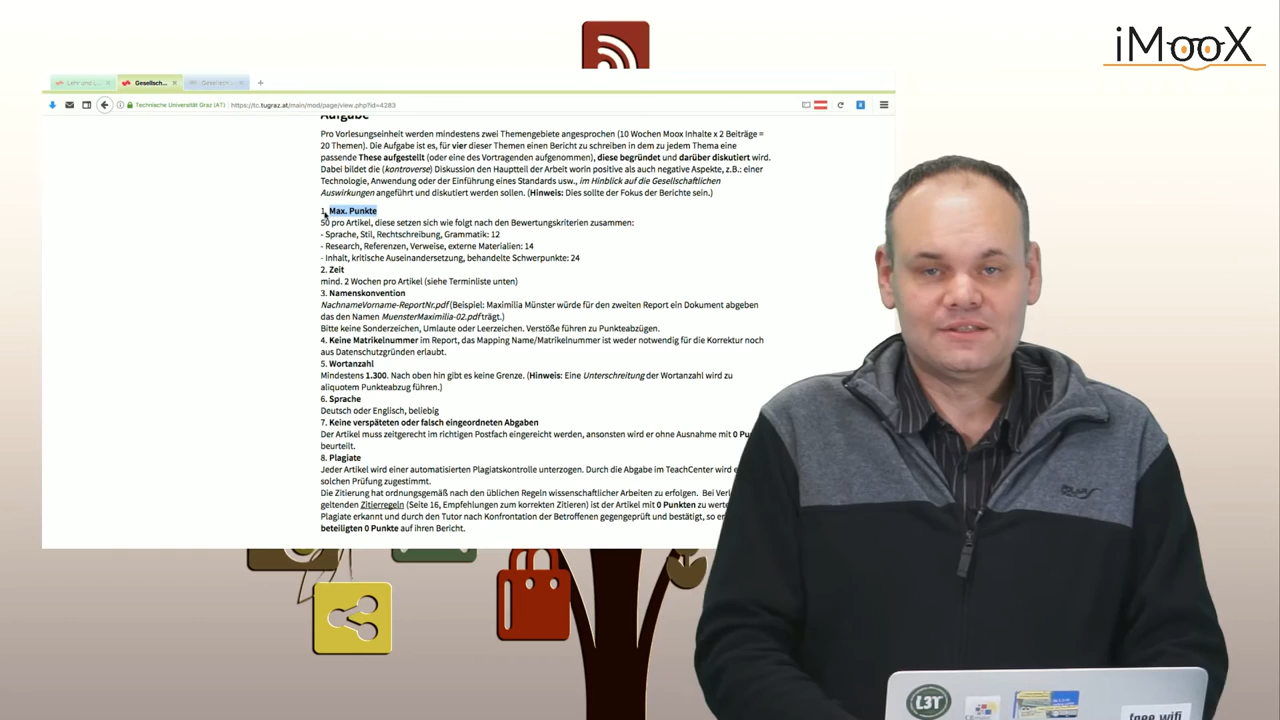 iMooX
Lehr und L...
Gesellsch...
Gesellsch...
Technische Universität Graz (AT)
https://tc.tugraz.at/main/mod/page/view.php?id=4283
Aufgabe
Pro Vorlesungseinheit werden mindestens zwei Themengebiete angesprochen (10 Wochen Moox Inhalte x 2 Beiträge =
20 Themen). Die Aufgabe ist es, für vier dieser Themen einen Bericht zu schreiben in dem zu jedem Thema eine
passende These aufgestellt (oder eine des Vortragenden aufgenommen), diese begründet und darüber diskutiert wird.
Dabei bildet die (kontroverse) Diskussion den Hauptteil der Arbeit worin positive als auch negative Aspekte, z.B.: einer
Technologie, Anwendung oder der Einführung eines Standards usw., im Hinblick auf die Gesellschaftlichen
Auswirkungen angeführt und diskutiert werden sollen. (Hinweis: Dies sollte der Fokus der Berichte sein.)
1. Max. Punkte
50 pro Artikel, diese setzen sich wie folgt nach den Bewertungskriterien zusammen:
- Sprache, Stil, Rechtschreibung, Grammatik: 12
- Research, Referenzen, Verweise, externe Materialien: 14
- Inhalt, kritische Auseinandersetzung, behandelte Schwerpunkte: 24
2. Zeit
mind. 2 Wochen pro Artikel (siehe Terminliste unten)
3. Namenskonvention
NachnameVorname-ReportNr.pdf (Beispiel: Maximilia Münster würde für den zweiten Report ein Dokument abgeben
das den Namen MuensterMaximilia-02.pdf trägt.)
Bitte keine Sonderzeichen, Umlaute oder Leerzeichen. Verstöße führen zu Punkteabzügen.
4. Keine Matrikelnummer im Report, das Mapping Name/Matrikelnummer ist weder notwendig für die Korrektur noch
aus Datenschutzgründen erlaubt.
5. Wortanzahl
Mindestens 1.300. Nach oben hin gibt es keine Grenze. (Hinweis: Eine Unterschreitung der Wortanzahl wird zu
aliquotem Punkteabzug führen.)
6. Sprache
Deutsch oder Englisch, beliebig
7. Keine verspäteten oder falsch eingeordneten Abgaben
Der Artikel muss zeitgerecht im richtigen Postfach eingereicht werden, ansonsten wird er ohne Ausnahme mit 0 Pu
beurteilt.
8. Plagiate
Jeder Artikel wird einer automatisierten Plagiatskontrolle unterzogen. Durch die Abgabe im TeachCenter wird e
solchen Prüfung zugestimmt.
Die Zitierung hat ordnungsgemäß nach den üblichen Regeln wissenschaftlicher Arbeiten zu erfolgen. Bei Verl
geltenden Zitierregeln (Seite 16, Empfehlungen zum korrekten Zitieren) ist der Artikel mit 0 Punkten zu werte
Plagiate erkannt und durch den Tutor nach Konfrontation der Betroffenen gegengeprüft und bestätigt, so er
beteiligten 0 Punkte auf ihren Bericht.
L3T
free wifi